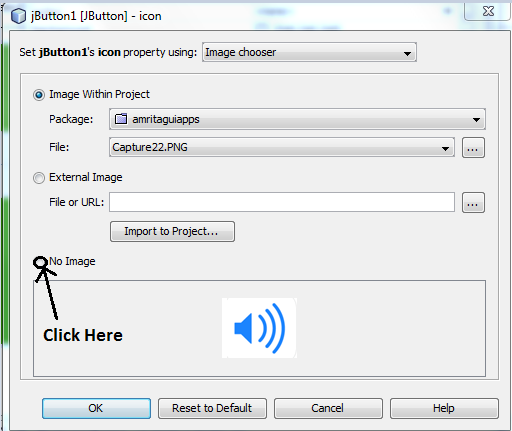 jButton1 [JButton] - icon
Set jButton1's icon property using: Image chooser
Image Within Project
Package: amritaguiapps
File: Capture22.PNG ...
External Image
File or URL: ...
Import to Project...
No Image
Click Here
OK Reset to Default Cancel Help